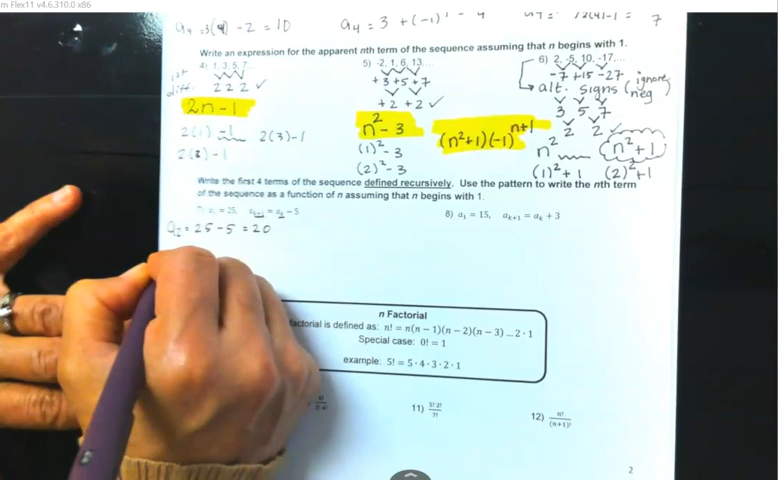 m Flex11 v4.6.310.0 x86
a₄ = 3(4) - 2 = 10
a₄ = 3 + (-1)
7
Write an expression for the apparent nth term of the sequence assuming that n begins with 1.
4) 1, 3, 5, 7...
1st
diff:
2 2 2 ✓
2n - 1
2(1) - 1
2(3) - 1
2(2) - 1
5) -2, 1, 6, 13...
+3 +5 +7
+2 +2 ✓
n² - 3
(1)² - 3
(2)² - 3
6) 2, -5, 10, -17,...
-7 +15 -27
alt. signs (ignore neg
3 5 7
2 2 ✓
(n²+1)(-1)ⁿ⁺¹
n²
n²+1
(1)²+1
(2)²+1
Write the first 4 terms of the sequence defined recursively. Use the pattern to write the nth term
of the sequence as a function of n assuming that n begins with 1.
a₁ = 25, aₖ₊₁ = aₖ - 5
8) a₁ = 15, aₖ₊₁ = aₖ + 3
a₂ = 25 - 5 = 20
n Factorial
factorial is defined as: n! = n(n − 1)(n − 2)(n − 3) ... 2 · 1
Special case: 0! = 1
example: 5! = 5 · 4 · 3 · 2 · 1
11) 5! 2! / 7!
12) n! / (n+1)!
2